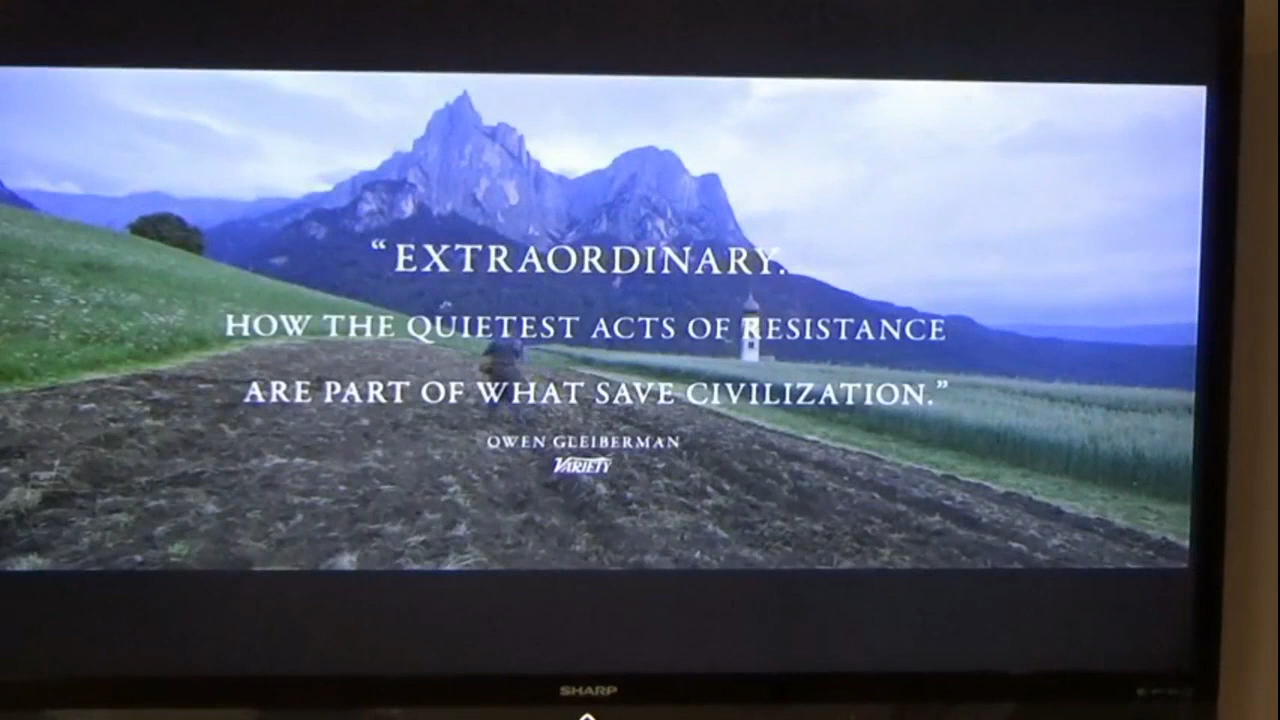 “EXTRAORDINARY.
HOW THE QUIETEST ACTS OF RESISTANCE
ARE PART OF WHAT SAVE CIVILIZATION.”
OWEN GLEIBERMAN
VARIETY
SHARP